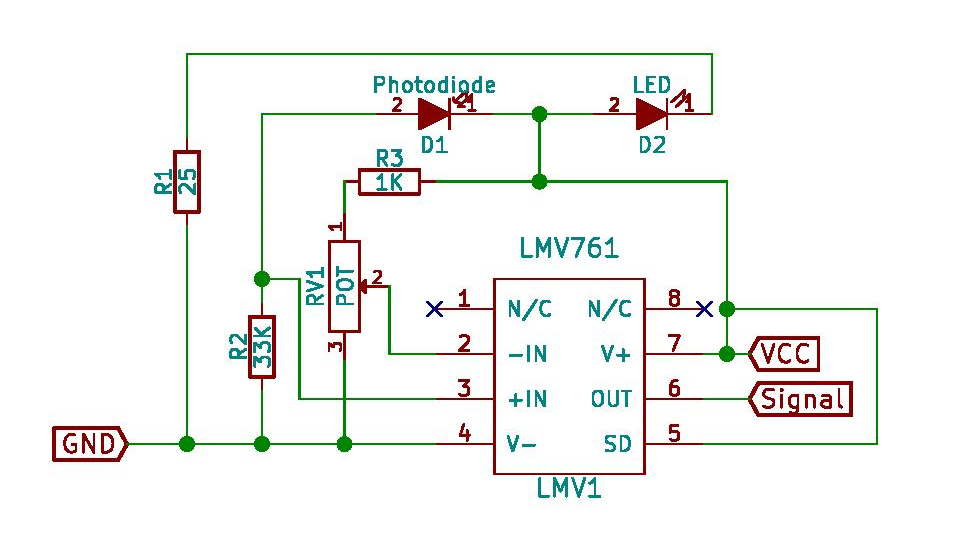 Photodiode LED
2 1 2 1
D1 D2
R3
1K
R1 25
1
LMV761
RV1 POT 2
1 N/C N/C 8
R2 33K
3
2 -IN V+ 7 VCC
3 +IN OUT 6 Signal
GND
4 V- SD 5
LMV1